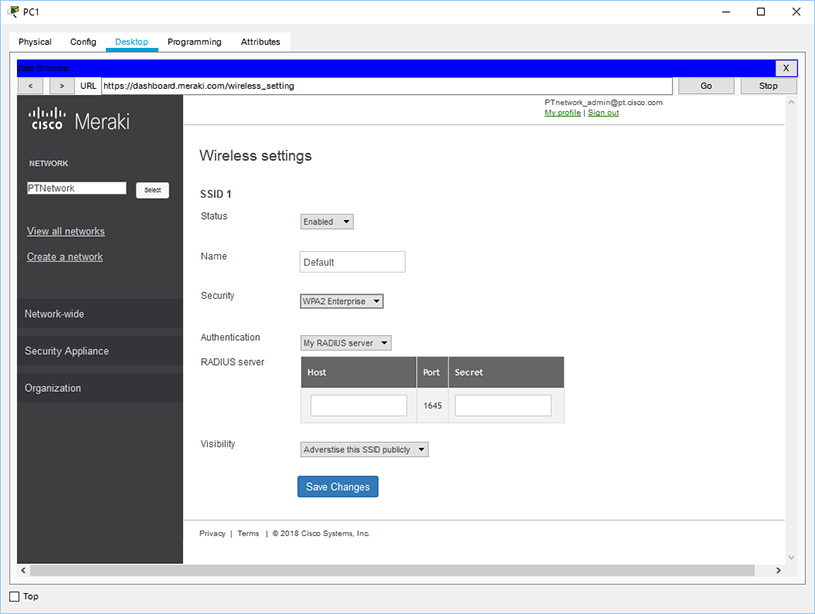 PC1
Physical Config Desktop Programming Attributes
Web Browser X
< > URL https://dashboard.meraki.com/wireless_setting Go Stop
PTnetwork_admin@pt.cisco.com
My profile | Sign out
cisco Meraki
NETWORK
PTNetwork Select
View all networks
Create a network
Network-wide
Security Appliance
Organization
Wireless settings
SSID 1
Status Enabled
Name Default
Security WPA2 Enterprise
Authentication My RADIUS server
RADIUS server Host Port Secret
1645
Visibility Adverstise this SSID publicly
Save Changes
Privacy | Terms | © 2018 Cisco Systems, Inc.
Top